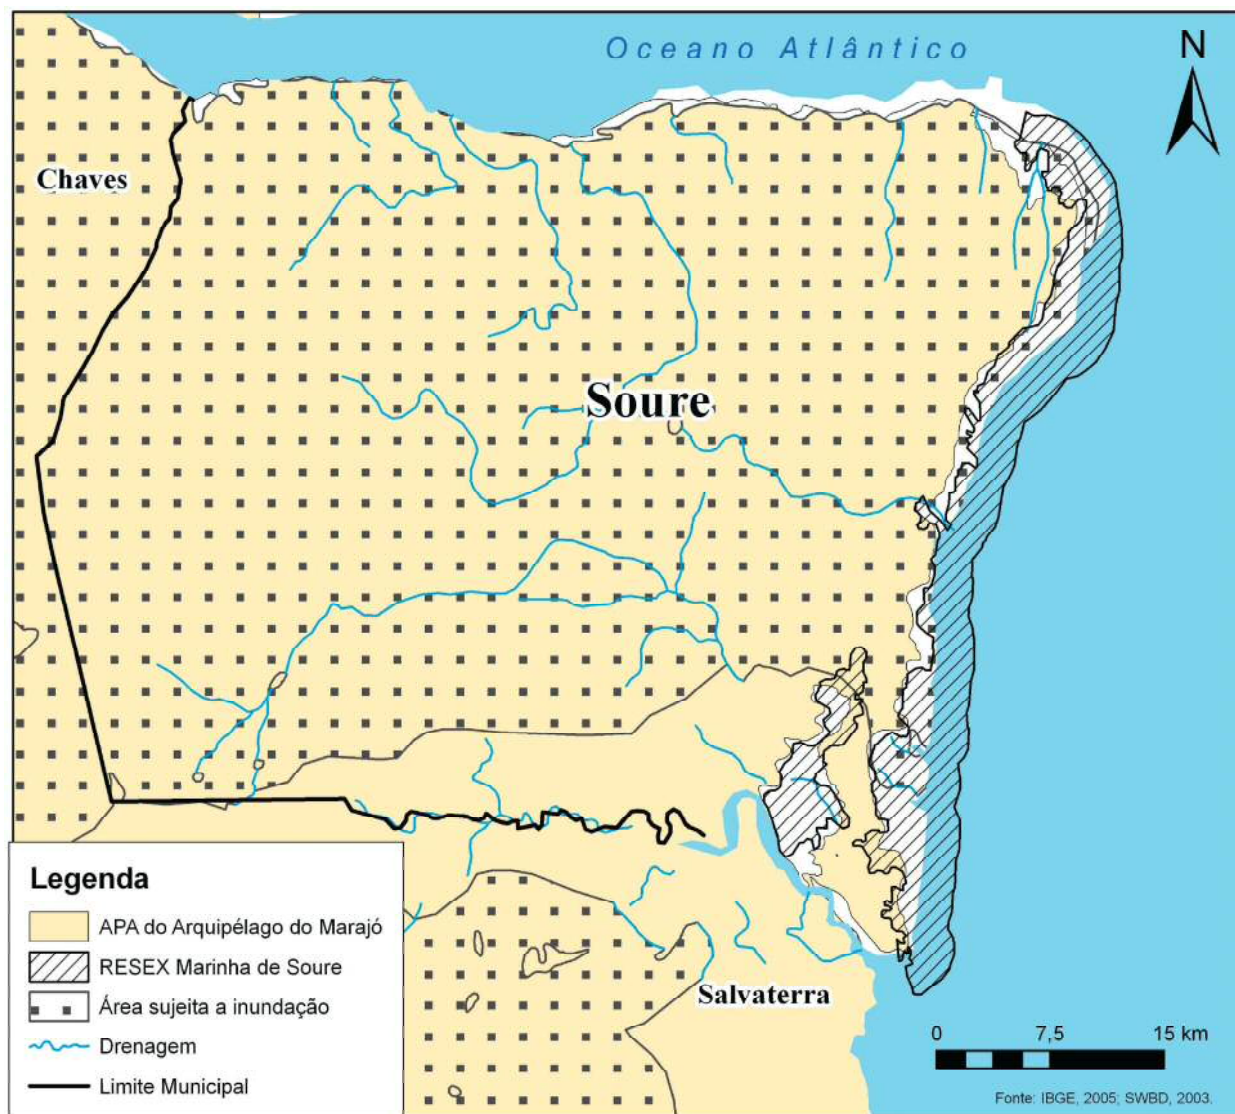 Oceano Atlântico
N
Chaves
Soure
Legenda
APA do Arquipélago do Marajó
RESEX Marinha de Soure
Área sujeita a inundação
Drenagem
Limite Municipal
Salvaterra
0 7,5 15 km
Fonte: IBGE, 2005; SWBD, 2003.